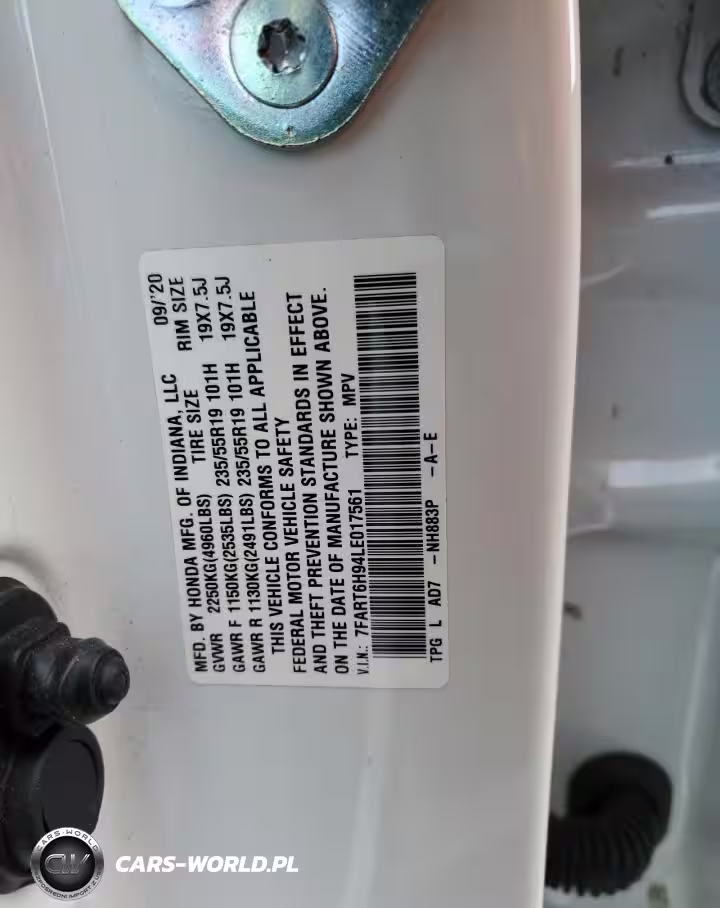 MFD. BY HONDA MFG. OF INDIANA, LLC 09/'20
GVWR 2250KG(4960LBS) TIRE SIZE RIM SIZE
GAWR F 1150KG(2535LBS) 235/55R19 101H 19X7.5J
GAWR R 1130KG(2491LBS) 235/55R19 101H 19X7.5J
THIS VEHICLE CONFORMS TO ALL APPLICABLE
FEDERAL MOTOR VEHICLE SAFETY
AND THEFT PREVENTION STANDARDS IN EFFECT
ON THE DATE OF MANUFACTURE SHOWN ABOVE.
V.I.N.: 7FART6H94LE017561 TYPE: MPV
TPG L AD7 -NH883P -A-E
CARS-WORLD
CW
CARS-WORLD.PL